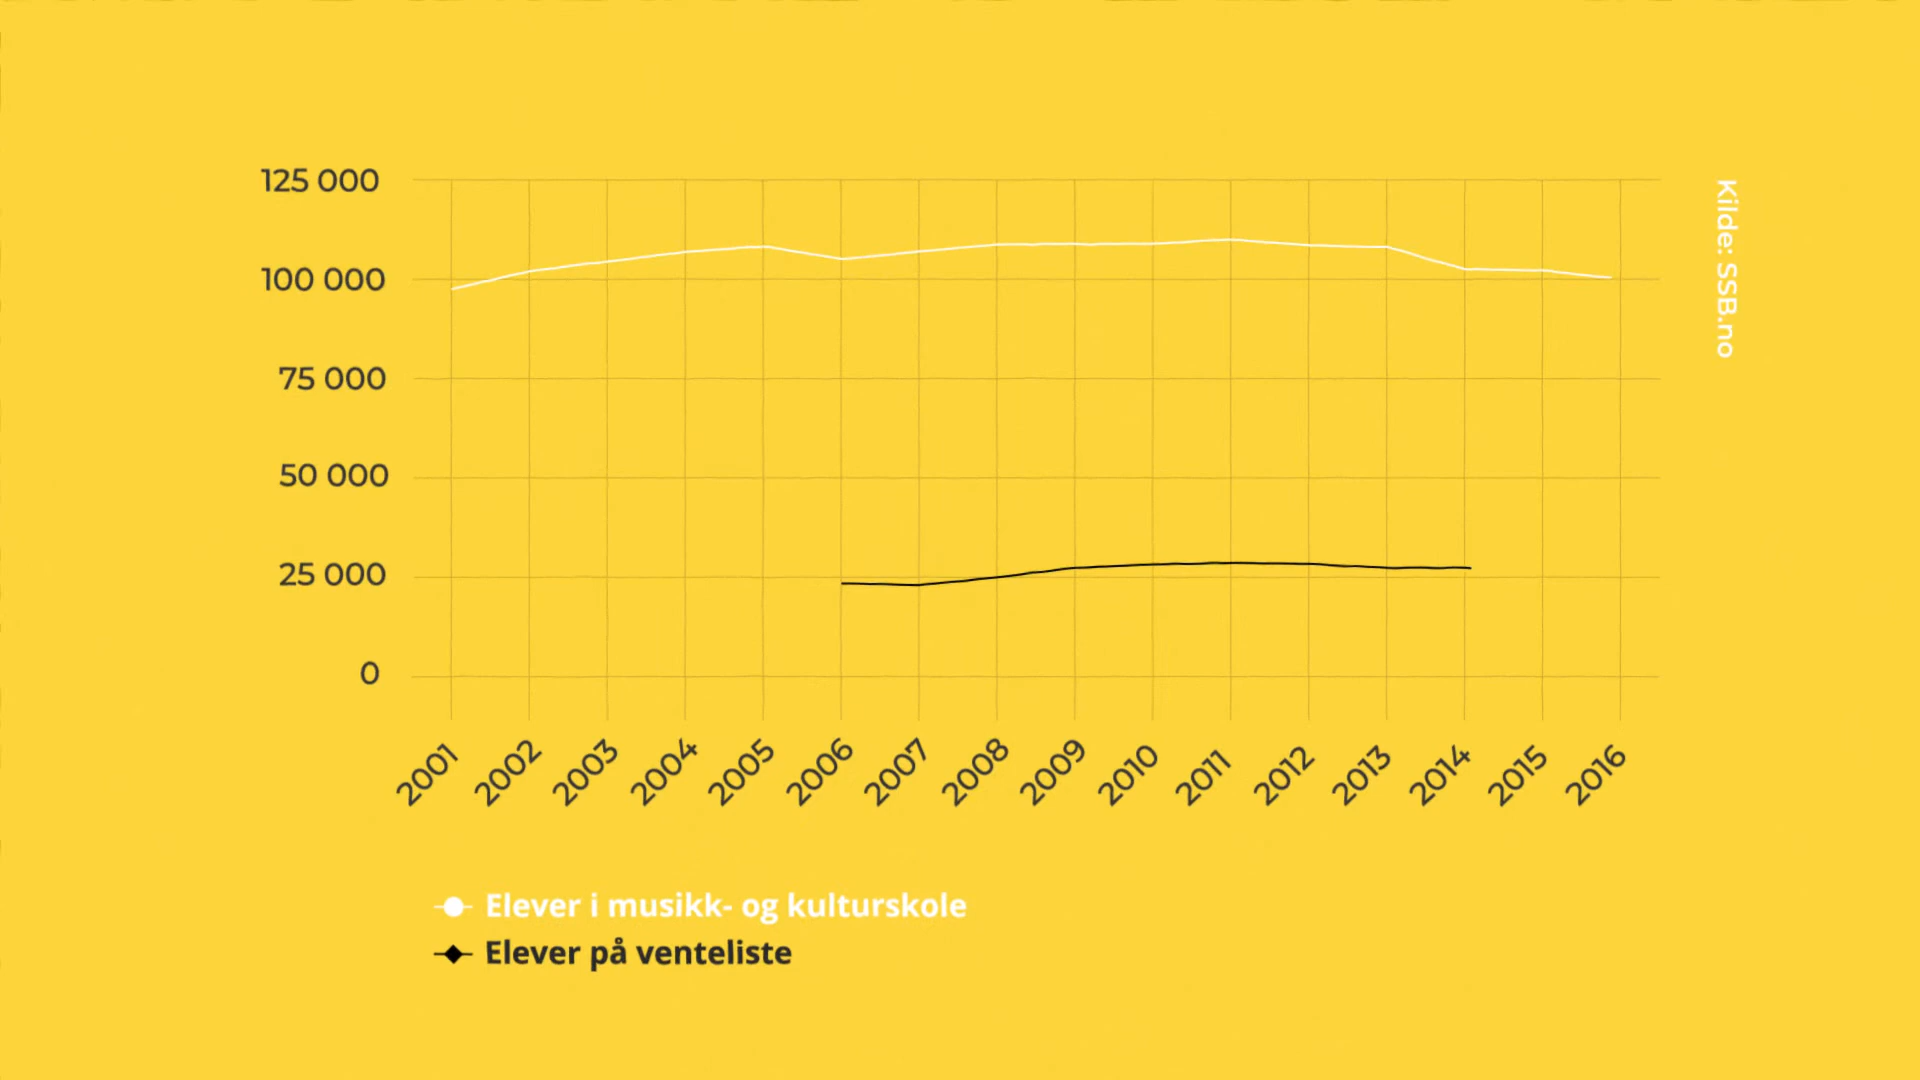 125 000
100 000
75 000
50 000
25 000
0
2001 2002 2003 2004 2005 2006 2007 2008 2009 2010 2011 2012 2013 2014 2015 2016
Kilde: SSB.no
Elever i musikk- og kulturskole
Elever på venteliste